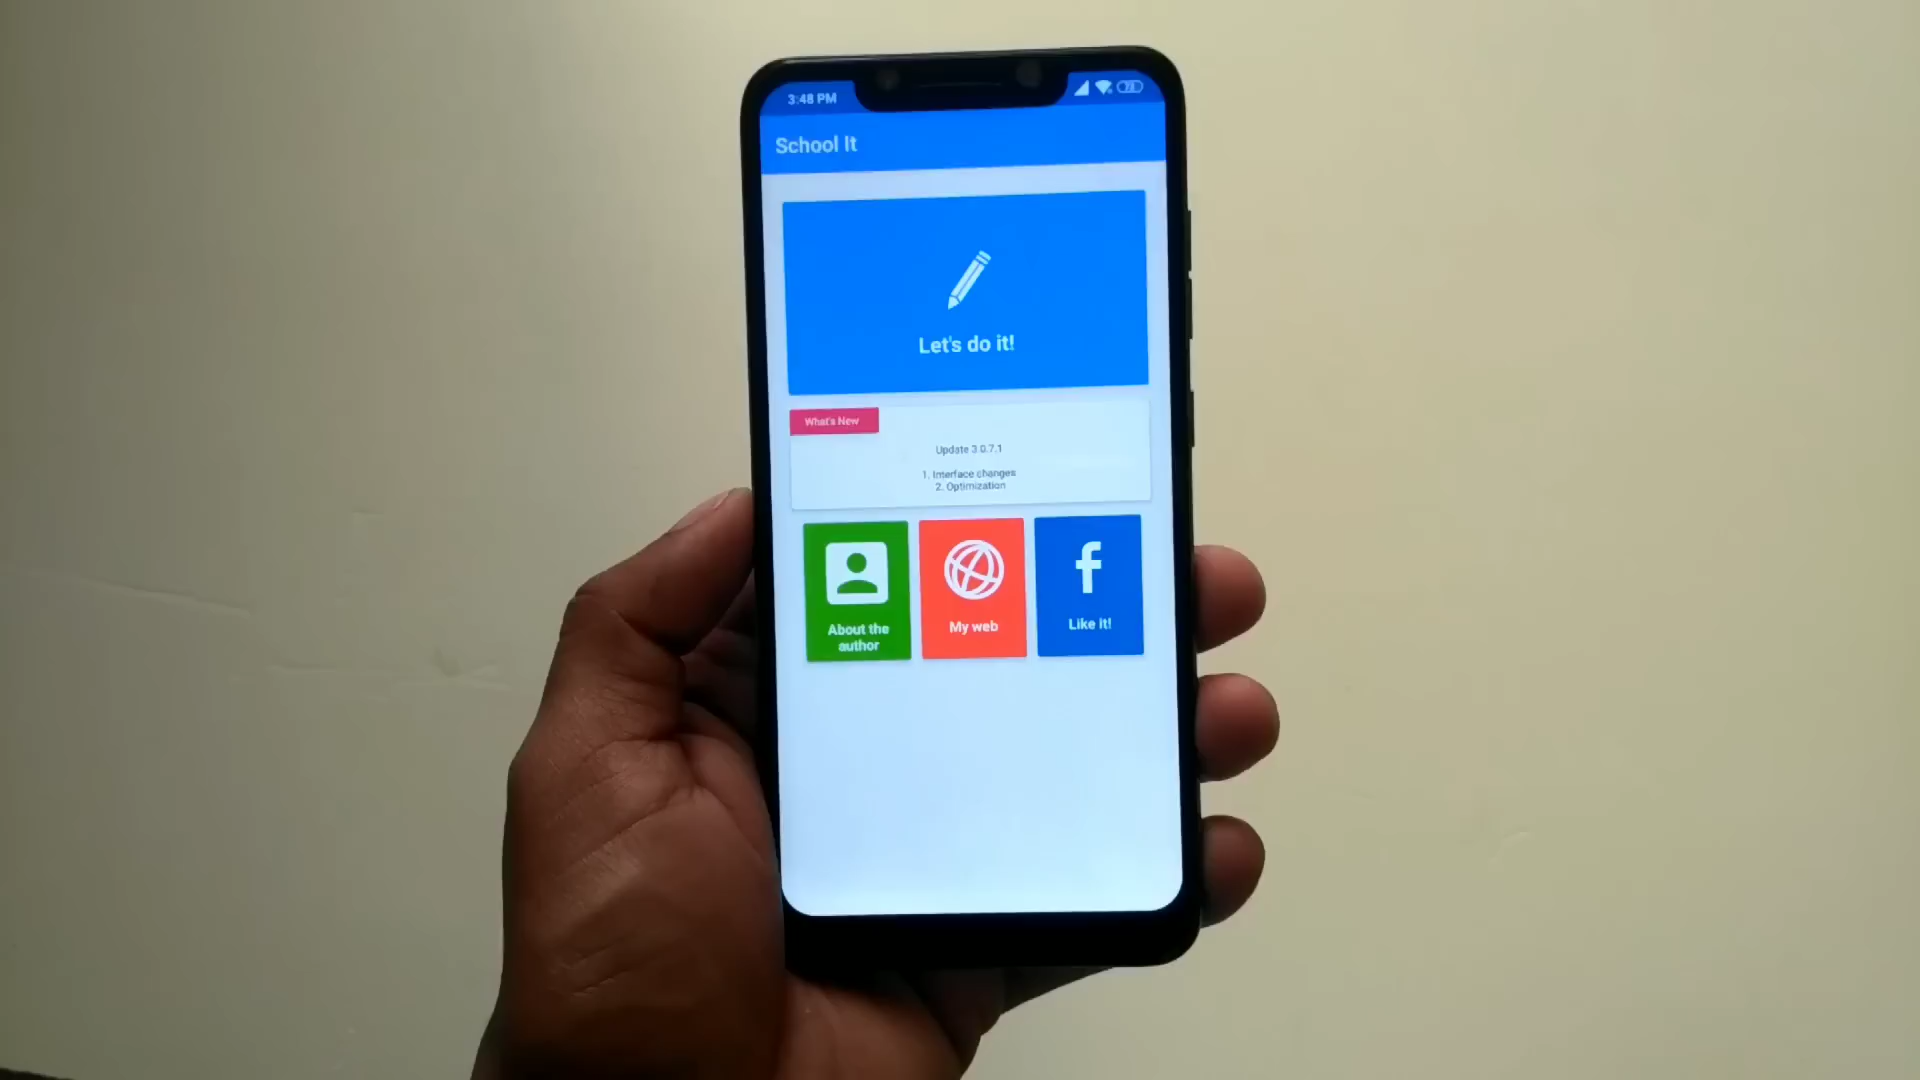 3:48 PM
School It
Let's do it!
What's New
Update 3.0.7.1
1. Interface changes
2. Optimization
About the
author
My web
Like it!